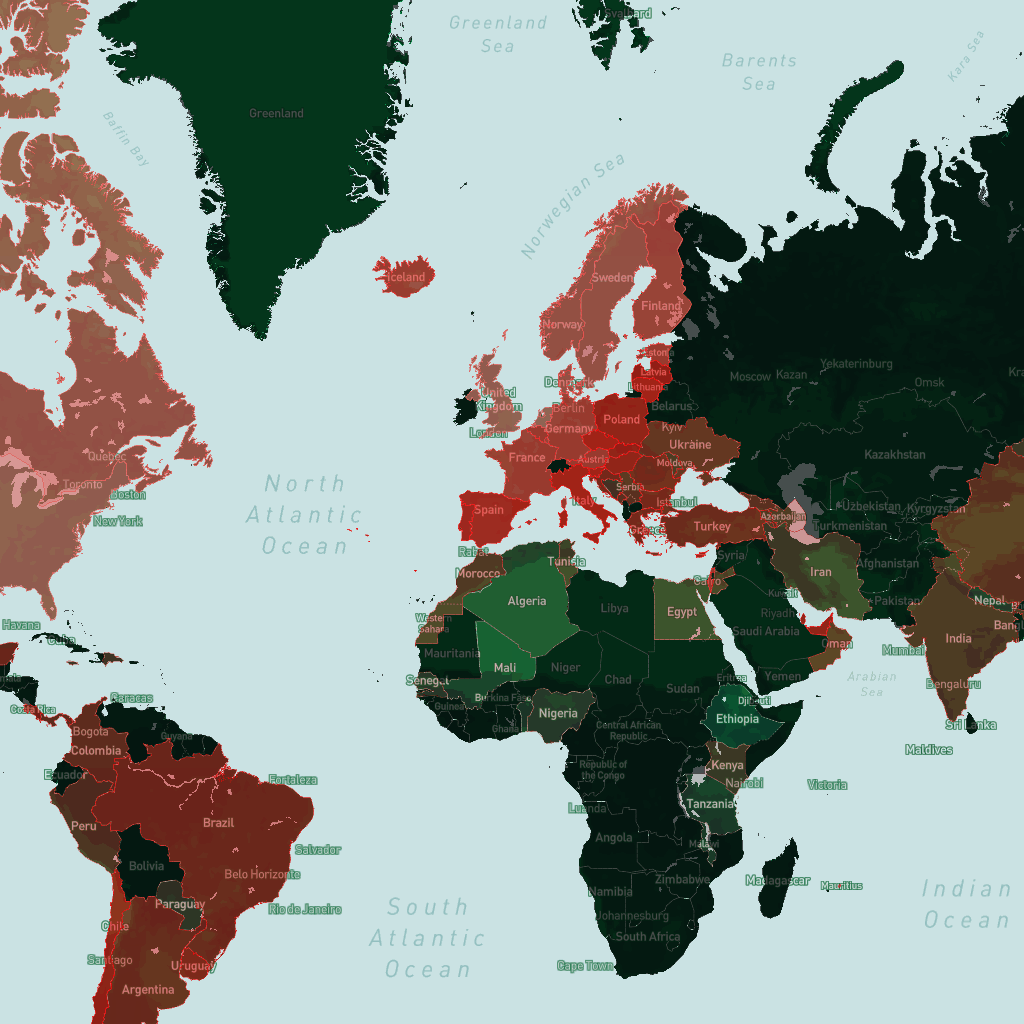 Svalbard
Greenland
Sea
Kara Sea
Barents
Sea
Greenland
Baffin Bay
Norwegian Sea
Iceland
Sweden
Norway
Finland
Estonia
Latvia
Lithuania
Denmark
United
Kingdom
London
Berlin
Germany
Poland
Belarus
Moscow
Kazan
Yekaterinburg
Omsk
Kra
Kyiv
Ukraine
France
Austria
Moldova
Kazakhstan
Québec
Toronto
Boston
New York
North
Atlantic
Ocean
Spain
Italy
Serbia
Istanbul
Greece
Turkey
Azerbaijan
Uzbekistan
Kyrgyzstan
Turkmenistan
Rabat
Morocco
Tunisia
Algeria
Libya
Cairo
Egypt
Syria
Iran
Afghanistan
Kuwait
Pakistan
Nepal
Riyadh
Saudi Arabia
Oman
India
Bang
Mumbai
Western
Sahara
Mauritania
Mali
Niger
Chad
Sudan
Eritrea
Yemen
Arabian
Sea
Bengaluru
Havana
Cuba
Senegal
Burkina Faso
Guinea
Ghana
Nigeria
Djibouti
Ethiopia
Sri Lanka
Maldives
Caracas
Costa Rica
Guyana
Bogota
Colombia
Ecuador
Central African
Republic
Republic of
the Congo
Kenya
Nairobi
Victoria
Fortaleza
Luanda
Tanzania
Peru
Brazil
Salvador
Angola
Malawi
Bolivia
Belo Horizonte
Zimbabwe
Madagascar
Mauritius
Paraguay
Rio de Janeiro
Namibia
Johannesburg
South Africa
Indian
Ocean
Chile
Santiago
Uruguay
Argentina
South
Atlantic
Ocean
Cape Town